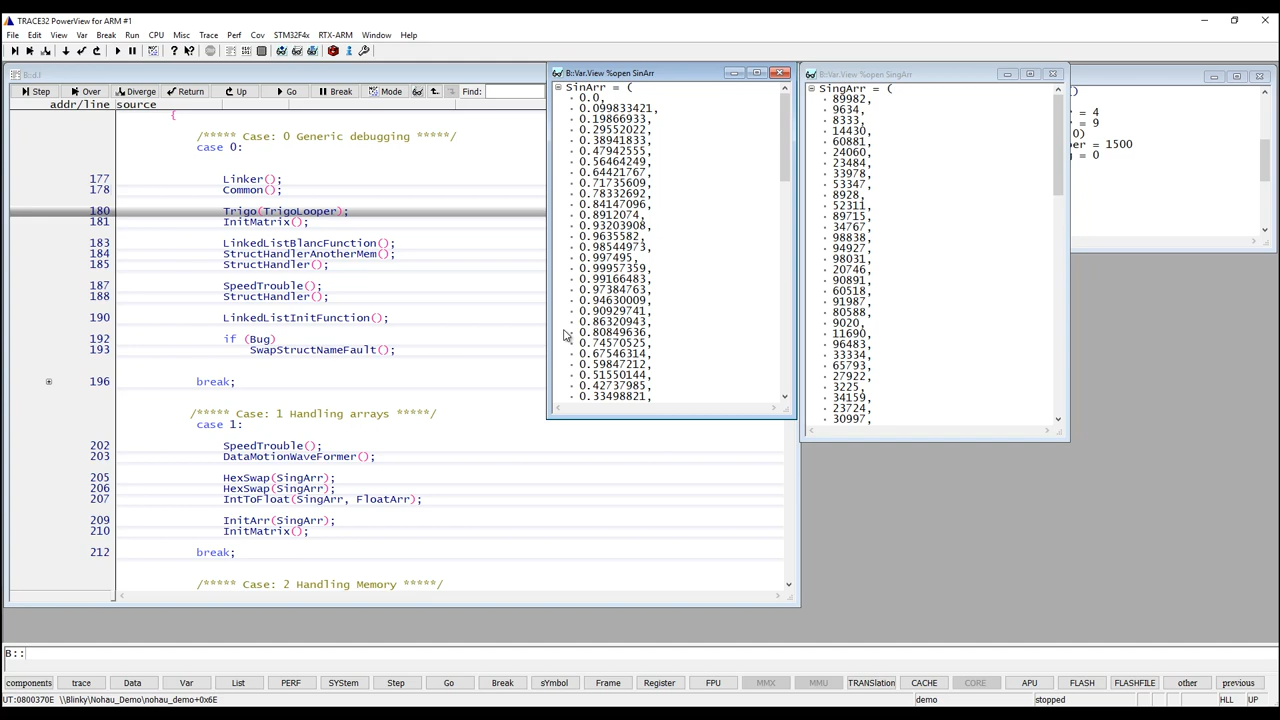 TRACE32 PowerView for ARM #1
File Edit View Var Break Run CPU Misc Trace Perf Cov STM32F4x RTX-ARM Window Help
Step Over Diverge Return Up Go Break Mode Find:
addr/line source
{
/***** Case: 0 Generic debugging *****/
case 0:
177 Linker();
178 Common();
180 Trigo(TrigoLooper);
181 InitMatrix();
183 LinkedListBlancFunction();
184 StructHandlerAnotherMem();
185 StructHandler();
187 SpeedTrouble();
188 StructHandler();
190 LinkedListInitFunction();
192 if (Bug)
193 SwapStructNameFault();
196 break;
/***** Case: 1 Handling arrays *****/
case 1:
202 SpeedTrouble();
203 DataMotionWaveFormer();
205 HexSwap(SingArr);
206 HexSwap(SingArr);
207 IntToFloat(SingArr, FloatArr);
209 InitArr(SingArr);
210 InitMatrix();
212 break;
/***** Case: 2 Handling Memory *****/
B::Var.View %open SinArr
SinArr = (
0.0,
0.099833421,
0.19866933,
0.29552022,
0.38941833,
0.47942555,
0.56464249,
0.64421767,
0.71735609,
0.78332692,
0.84147096,
0.8912074,
0.93203908,
0.9635582,
0.98544973,
0.997495,
0.99957359,
0.99166483,
0.97384763,
0.94630009,
0.90929741,
0.86320943,
0.80849636,
0.74570525,
0.67546314,
0.59847212,
0.51550144,
0.42737985,
0.33498821,
B::Var.View %open SingArr
SingArr = (
89982,
9634,
8333,
14430,
60881,
24060,
23484,
33978,
53347,
8928,
52311,
89715,
34767,
98838,
94927,
98031,
20746,
90891,
60518,
91987,
80588,
9020,
11690,
96483,
33334,
65793,
27922,
3225,
34159,
23724,
30997,
)
= 4
= 9
0)
per = 1500
= 0
B::
components trace Data Var List PERF SYStem Step Go Break sYmbol Frame Register FPU MMX MMU TRANSlation CACHE CORE APU FLASH FLASHFILE other previous
UT:0800370E \\Blinky\Nohau_Demo\nohau_demo+0x6E demo stopped HLL UP